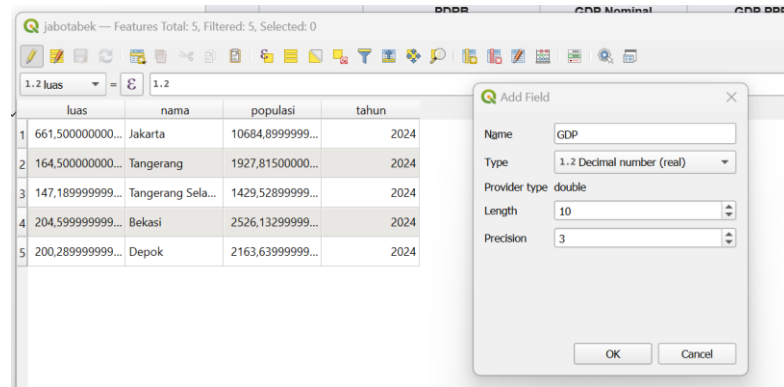 PDRB GDP Nominal GDP PPP
jabotabek — Features Total: 5, Filtered: 5, Selected: 0
1.2 luas = ε 1.2
luas nama populasi tahun
1 661,500000000... Jakarta 10684,8999999... 2024
2 164,500000000... Tangerang 1927,81500000... 2024
3 147,189999999... Tangerang Sela... 1429,52899999... 2024
4 204,599999999... Bekasi 2526,13299999... 2024
5 200,289999999... Depok 2163,63999999... 2024
Add Field
Name GDP
Type 1.2 Decimal number (real)
Provider type double
Length 10
Precision 3
OK Cancel